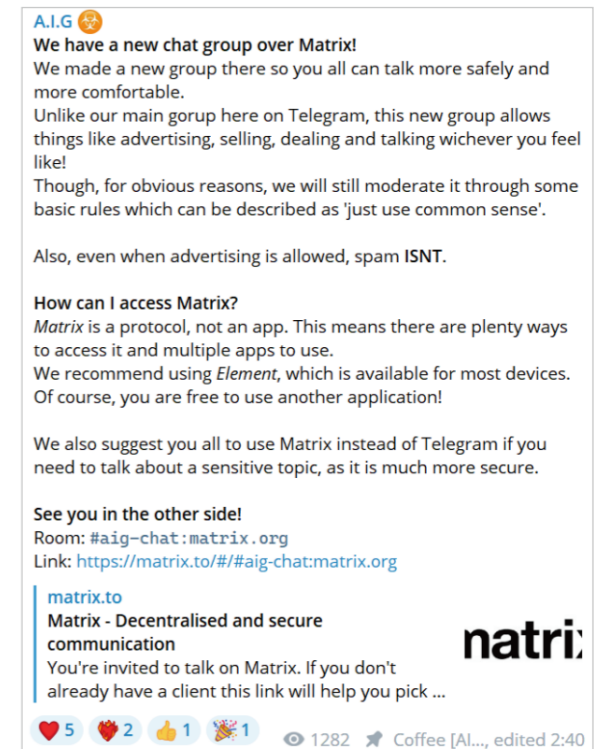 A.I.G
We have a new chat group over Matrix!
We made a new group there so you all can talk more safely and
more comfortable.
Unlike our main gorup here on Telegram, this new group allows
things like advertising, selling, dealing and talking wichever you feel
like!
Though, for obvious reasons, we will still moderate it through some
basic rules which can be described as 'just use common sense'.
Also, even when advertising is allowed, spam ISNT.
How can I access Matrix?
Matrix is a protocol, not an app. This means there are plenty ways
to access it and multiple apps to use.
We recommend using Element, which is available for most devices.
Of course, you are free to use another application!
We also suggest you all to use Matrix instead of Telegram if you
need to talk about a sensitive topic, as it is much more secure.
See you in the other side!
Room: #aig-chat:matrix.org
Link: https://matrix.to/#/#aig-chat:matrix.org
matrix.to
Matrix - Decentralised and secure
communication
You're invited to talk on Matrix. If you don't
already have a client this link will help you pick ...
natri
5 2 1 1 1282 Coffee [AI..., edited 2:40